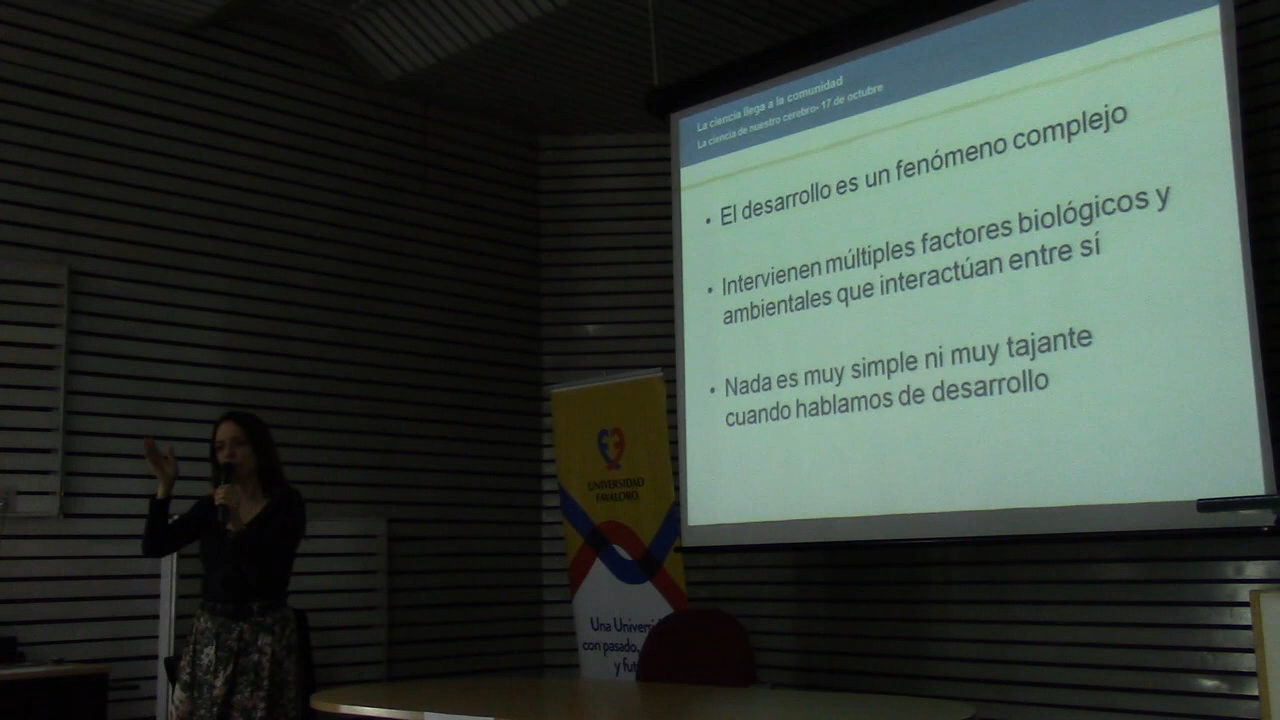 La ciencia llega a la comunidad
La ciencia de nuestro cerebro- 17 de octubre
• El desarrollo es un fenómeno complejo
• Intervienen múltiples factores biológicos y
ambientales que interactúan entre sí
• Nada es muy simple ni muy tajante
cuando hablamos de desarrollo
UNIVERSIDAD
FAVALORO
Una
con pasado,
y